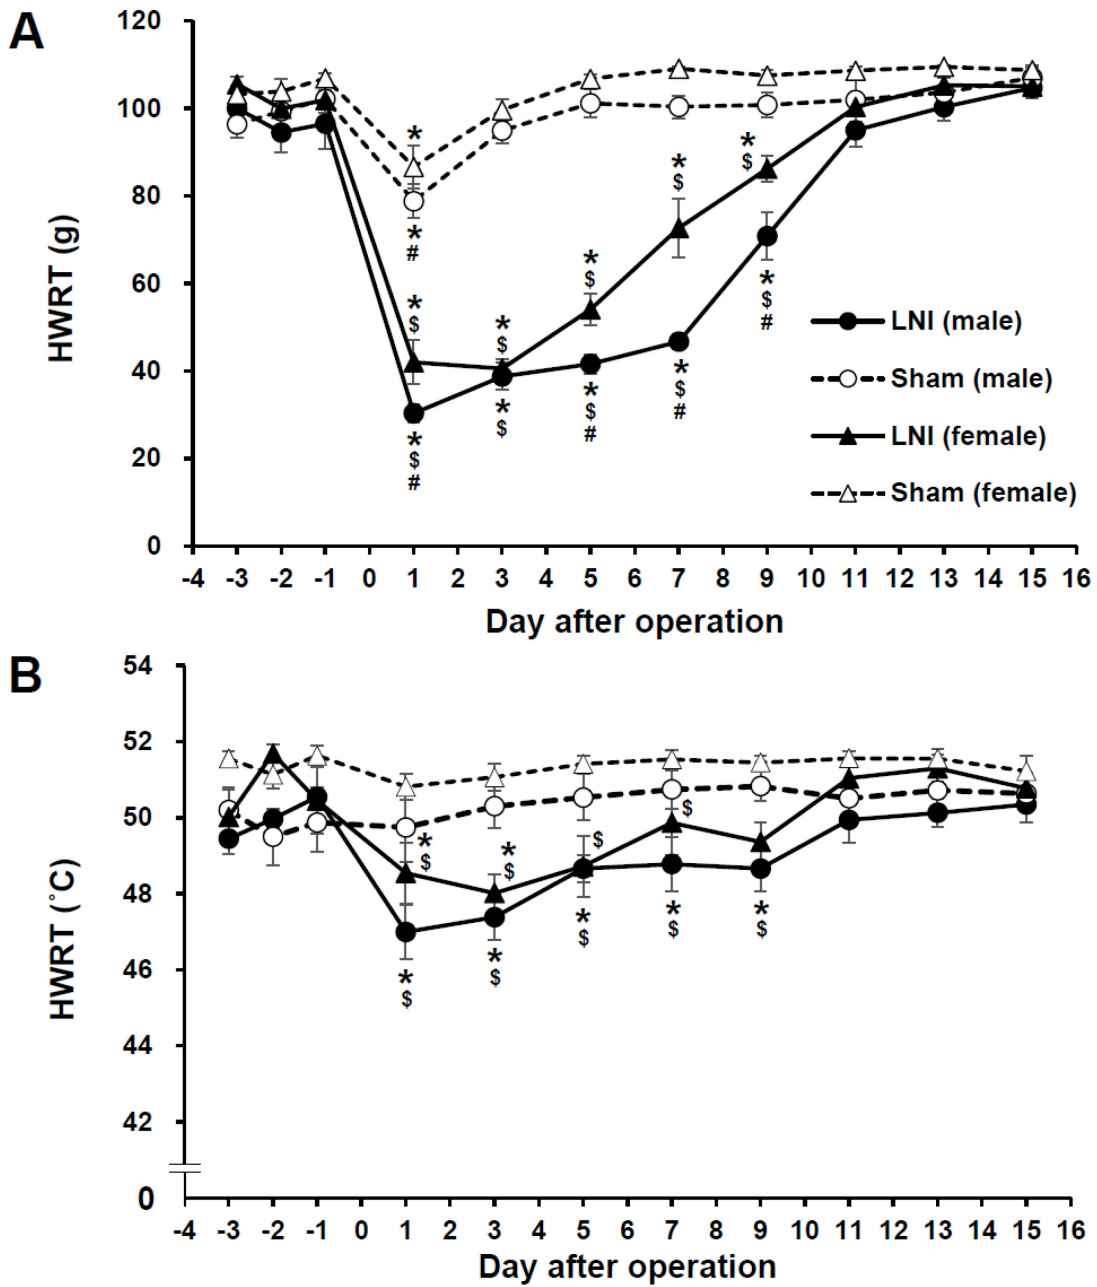 A
120
100
80
60
40
20
0
HWRT (g)
* * * $
* $
* # * $
* $ * $ # LNI (male)
* $ * $ * $ # * $ # Sham (male)
* $ # LNI (female)
Sham (female)
-4 -3 -2 -1 0 1 2 3 4 5 6 7 8 9 10 11 12 13 14 15 16
Day after operation
B
54
52
50
48
46
44
42
0
HWRT (°C)
$
* $ * $ $
* $ * $ * $
* $ * $
-4 -3 -2 -1 0 1 2 3 4 5 6 7 8 9 10 11 12 13 14 15 16
Day after operation